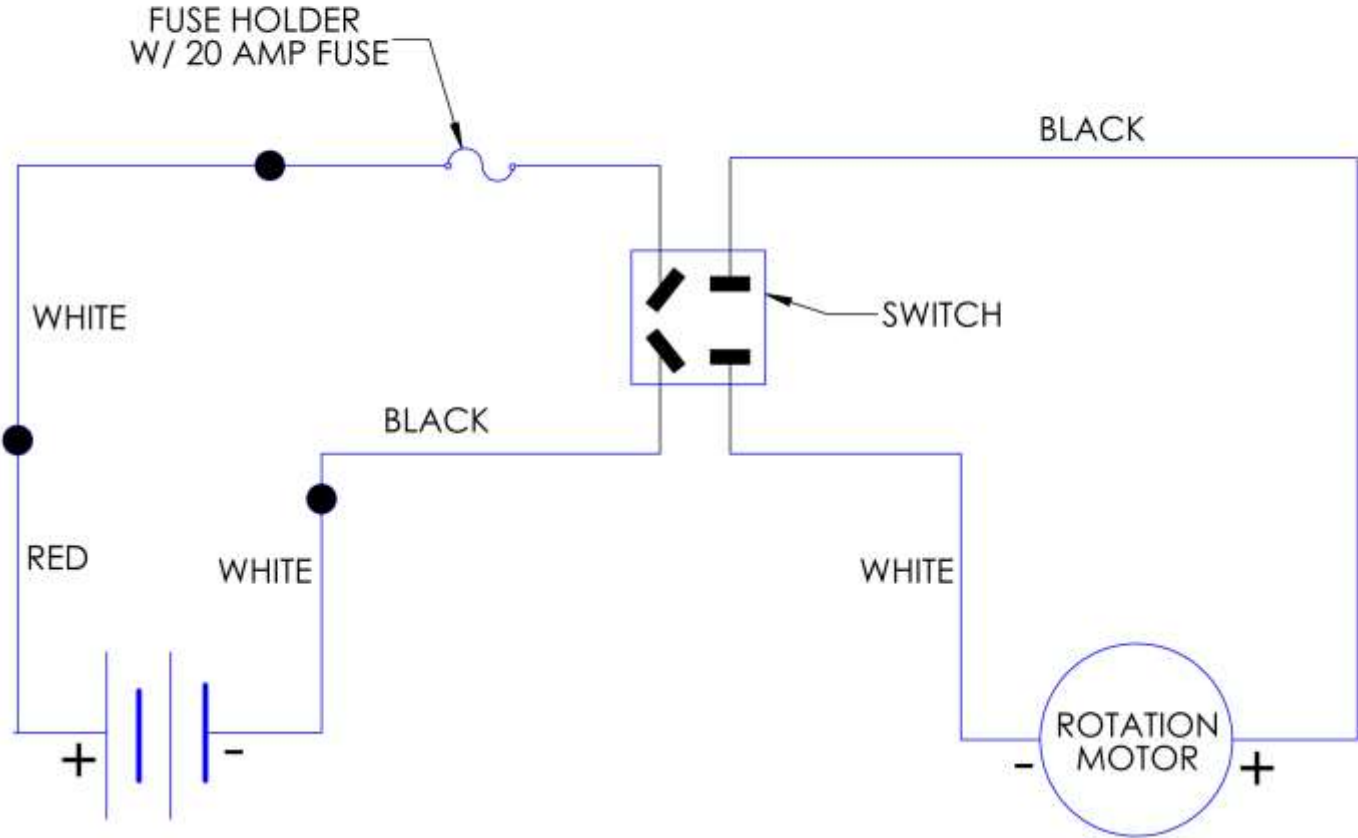 FUSE HOLDER
W/ 20 AMP FUSE
BLACK
WHITE
SWITCH
BLACK
RED
WHITE
WHITE
ROTATION
MOTOR
+
-
-
+